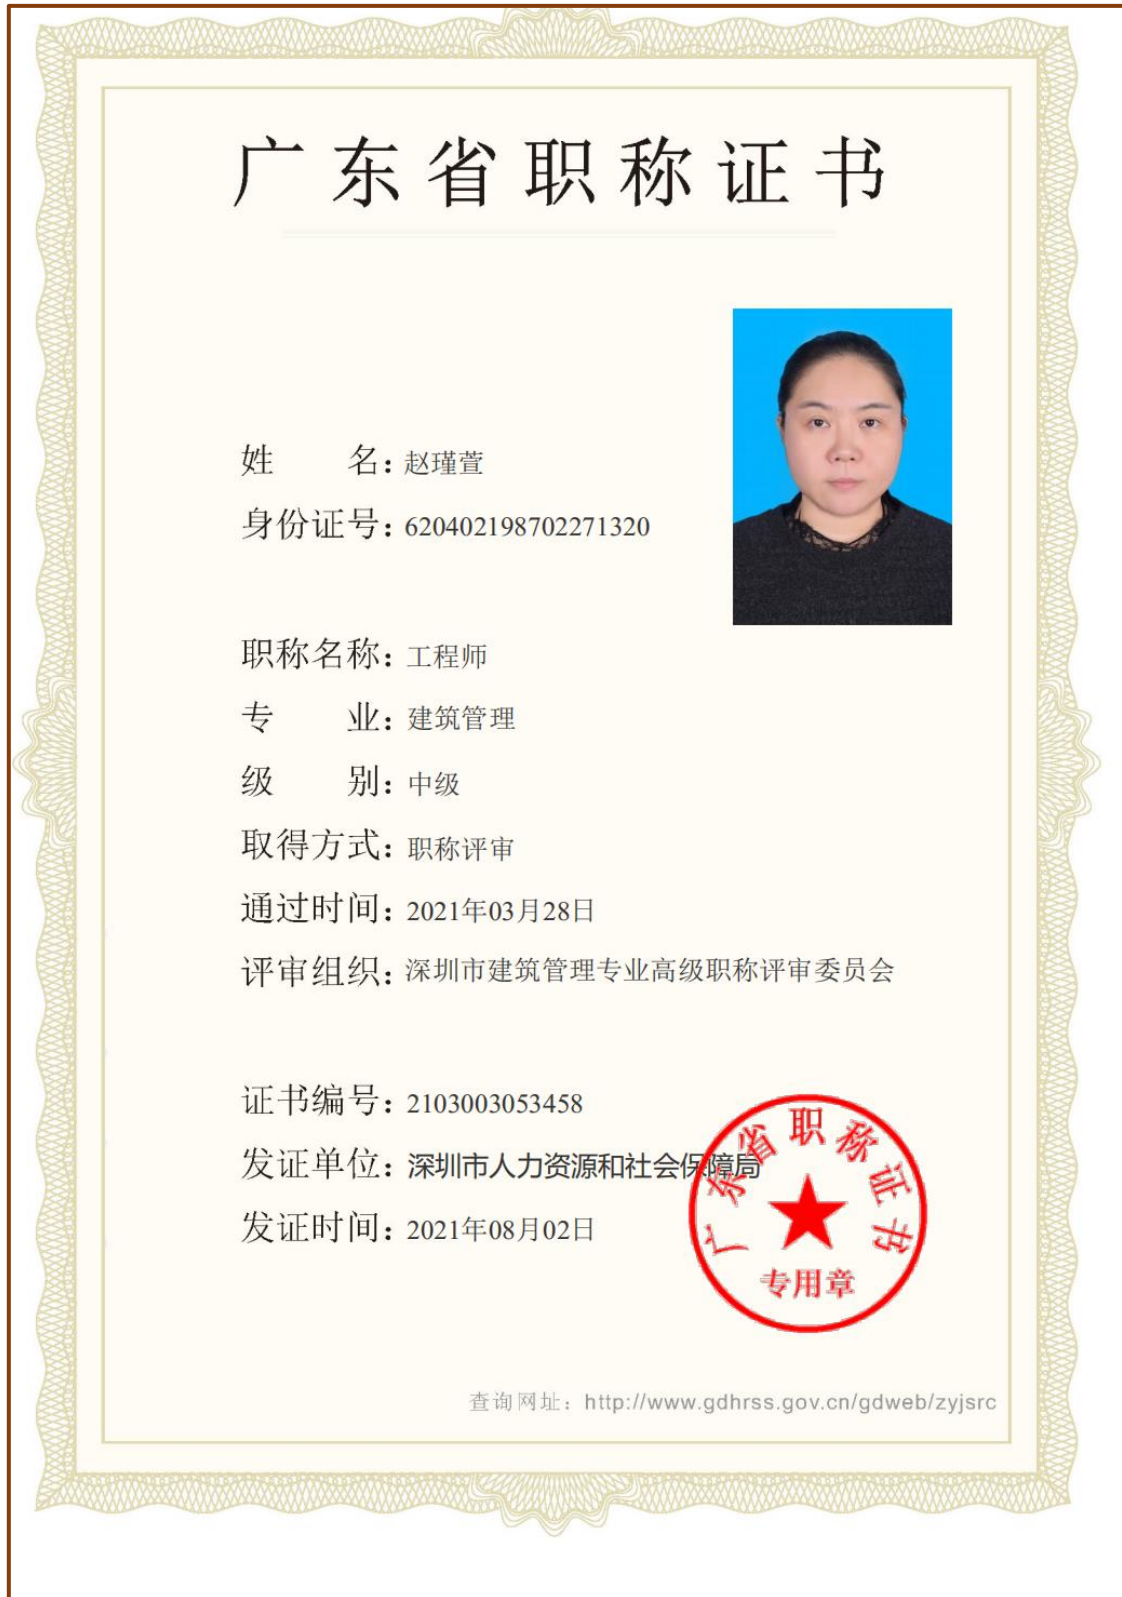 广东省职称证书
姓 名：赵瑾萱
身份证号：620402198702271320
职称名称：工程师
专 业：建筑管理
级 别：中级
取得方式：职称评审
通过时间：2021年03月28日
评审组织：深圳市建筑管理专业高级职称评审委员会
证书编号：2103003053458
发证单位：深圳市人力资源和社会保障局
发证时间：2021年08月02日
广东省职称证书
专用章
查询网址：http://www.gdhrss.gov.cn/gdweb/zyjsrc